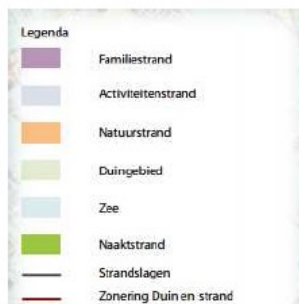 Legenda
Familiestrand
Activiteitenstrand
Natuurstrand
Duingebied
Zee
Naaktstrand
Strandslagen
Zonering Duin en strand